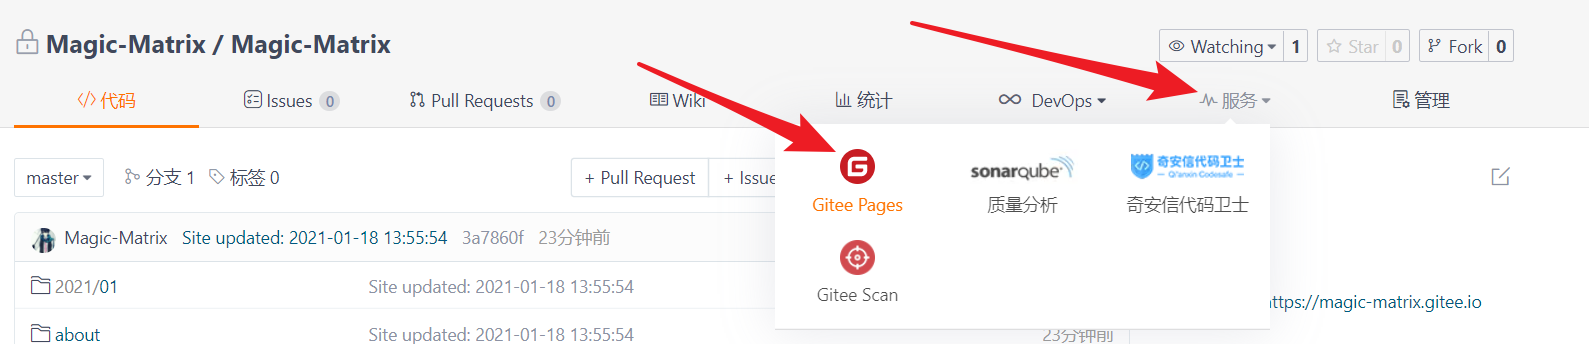 Magic-Matrix / Magic-Matrix
Watching 1 Star 0 Fork 0
代码 Issues 0 Pull Requests 0 Wiki 统计 DevOps 服务 管理
master 分支 1 标签 0 + Pull Request + Issue
Gitee Pages
sonarqube
质量分析
奇安信代码卫士
Qi'anxin Codesafe
奇安信代码卫士
Gitee Scan
Magic-Matrix Site updated: 2021-01-18 13:55:54 3a7860f 23分钟前
2021/01 Site updated: 2021-01-18 13:55:54
ttps://magic-matrix.gitee.io
about Site updated: 2021-01-18 13:55:54 23分钟前